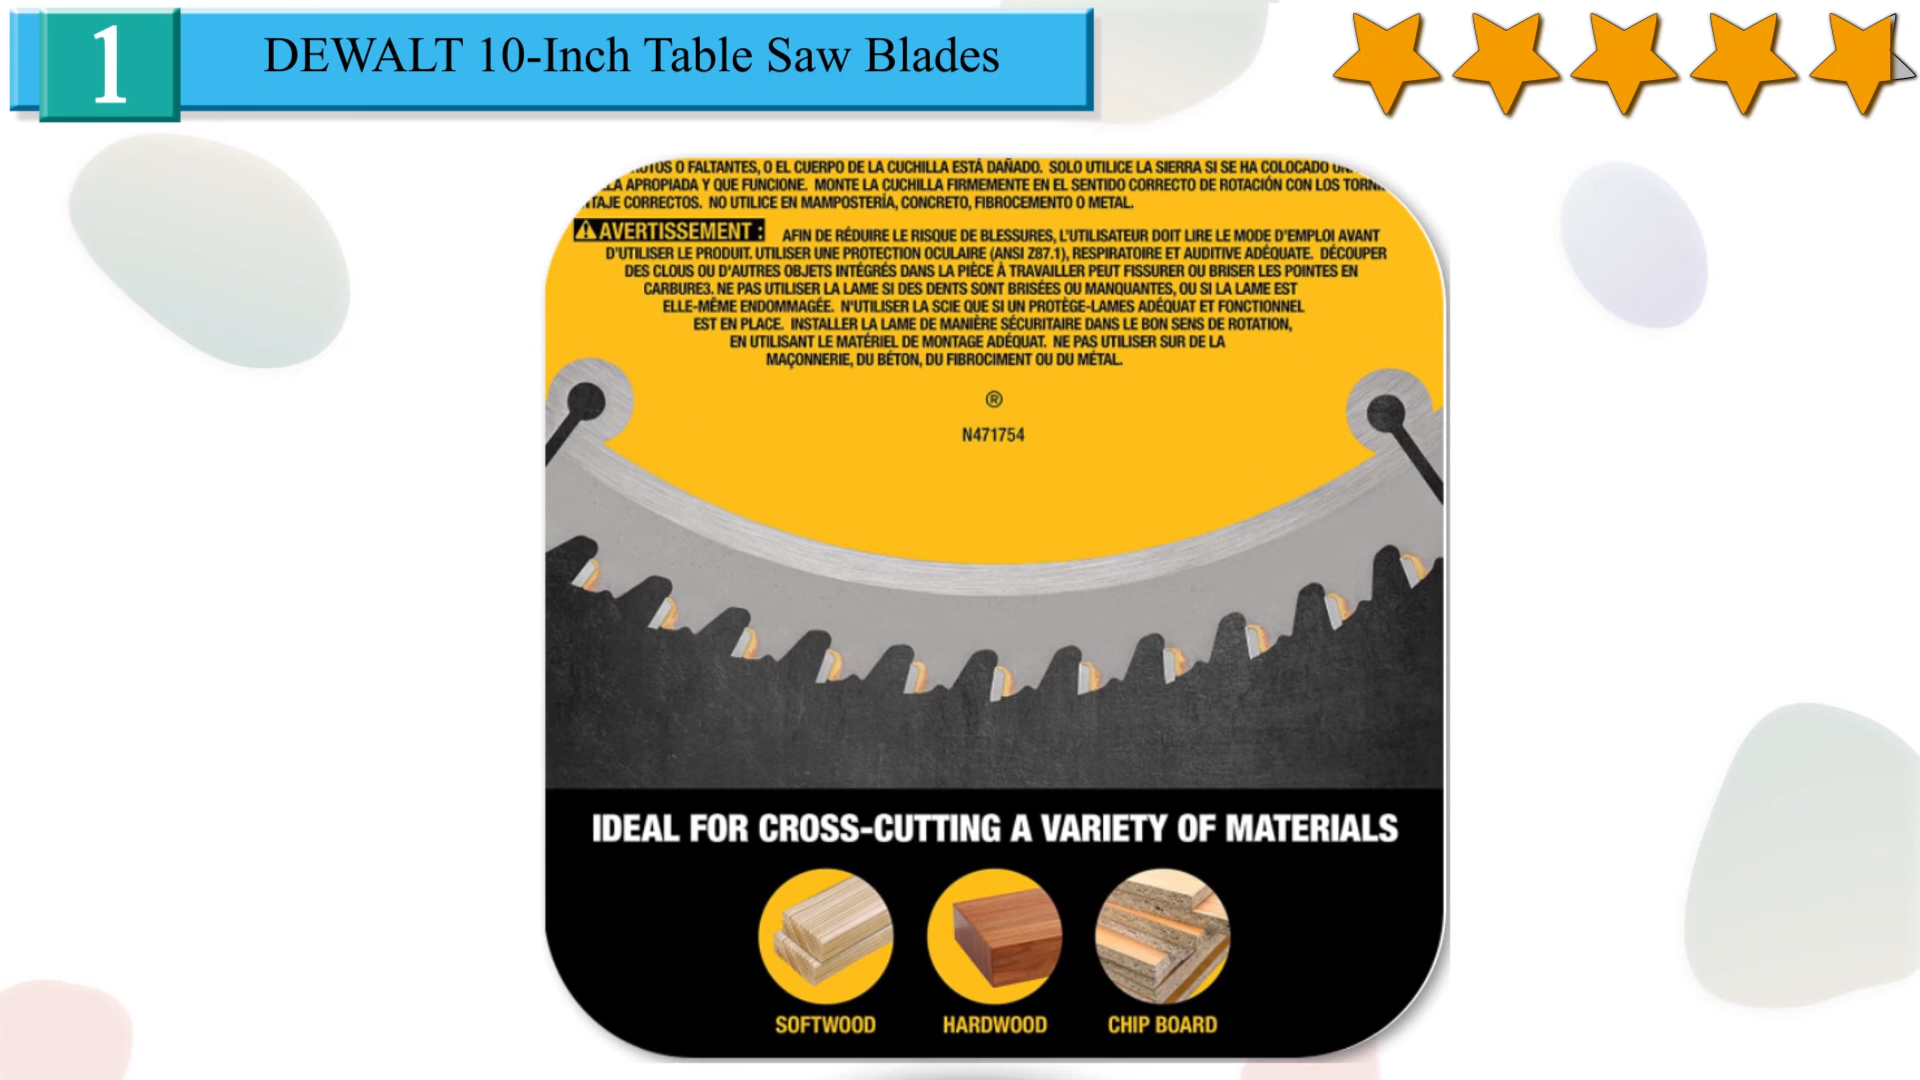 1
DEWALT 10-Inch Table Saw Blades
O FALTANTES, O EL CUERPO DE LA CUCHILLA ESTÁ DAÑADO. SOLO UTILICE LA SIERRA SI SE HA COLOCADO
APROPIADA Y QUE FUNCIONE. MONTE LA CUCHILLA FIRMEMENTE EN EL SENTIDO CORRECTO DE ROTACIÓN CON LOS
CORRECTOS. NO UTILICE EN MAMPOSTERÍA, CONCRETO, FIBROCEMENTO O METAL.
AVERTISSEMENT : AFIN DE RÉDUIRE LE RISQUE DE BLESSURES, L'UTILISATEUR DOIT LIRE LE MODE D'EMPLOI AVANT
D'UTILISER LE PRODUIT. UTILISER UNE PROTECTION OCULAIRE (ANSI Z87.1), RESPIRATOIRE ET AUDITIVE ADÉQUATE. DÉCOUPER
DES CLOUS OU D'AUTRES OBJETS INTÉGRÉS DANS LA PIÈCE À TRAVAILLER PEUT FISSURER OU BRISER LES POINTES EN
CARBURE3. NE PAS UTILISER LA LAME SI DES DENTS SONT BRISÉES OU MANQUANTES, OU SI LA LAME EST
ELLE-MÊME ENDOMMAGÉE. N'UTILISER LA SCIE QUE SI UN PROTÈGE-LAMES ADÉQUAT ET FONCTIONNEL
EST EN PLACE. INSTALLER LA LAME DE MANIÈRE SÉCURITAIRE DANS LE BON SENS DE ROTATION,
EN UTILISANT LE MATÉRIEL DE MONTAGE ADÉQUAT. NE PAS UTILISER SUR DE LA
MAÇONNERIE, DU BÉTON, DU FIBROCIMENT OU DU MÉTAL.
®
N471754
IDEAL FOR CROSS-CUTTING A VARIETY OF MATERIALS
SOFTWOOD
HARDWOOD
CHIP BOARD